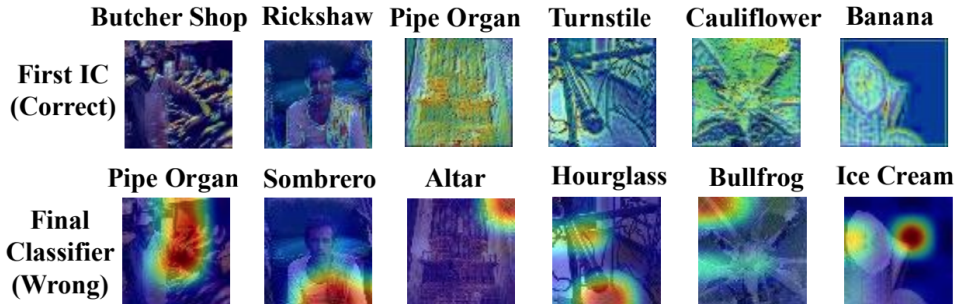 Butcher Shop Rickshaw Pipe Organ Turnstile Cauliflower Banana
First IC
(Correct)
Pipe Organ Sombrero Altar Hourglass Bullfrog Ice Cream
Final
Classifier
(Wrong)